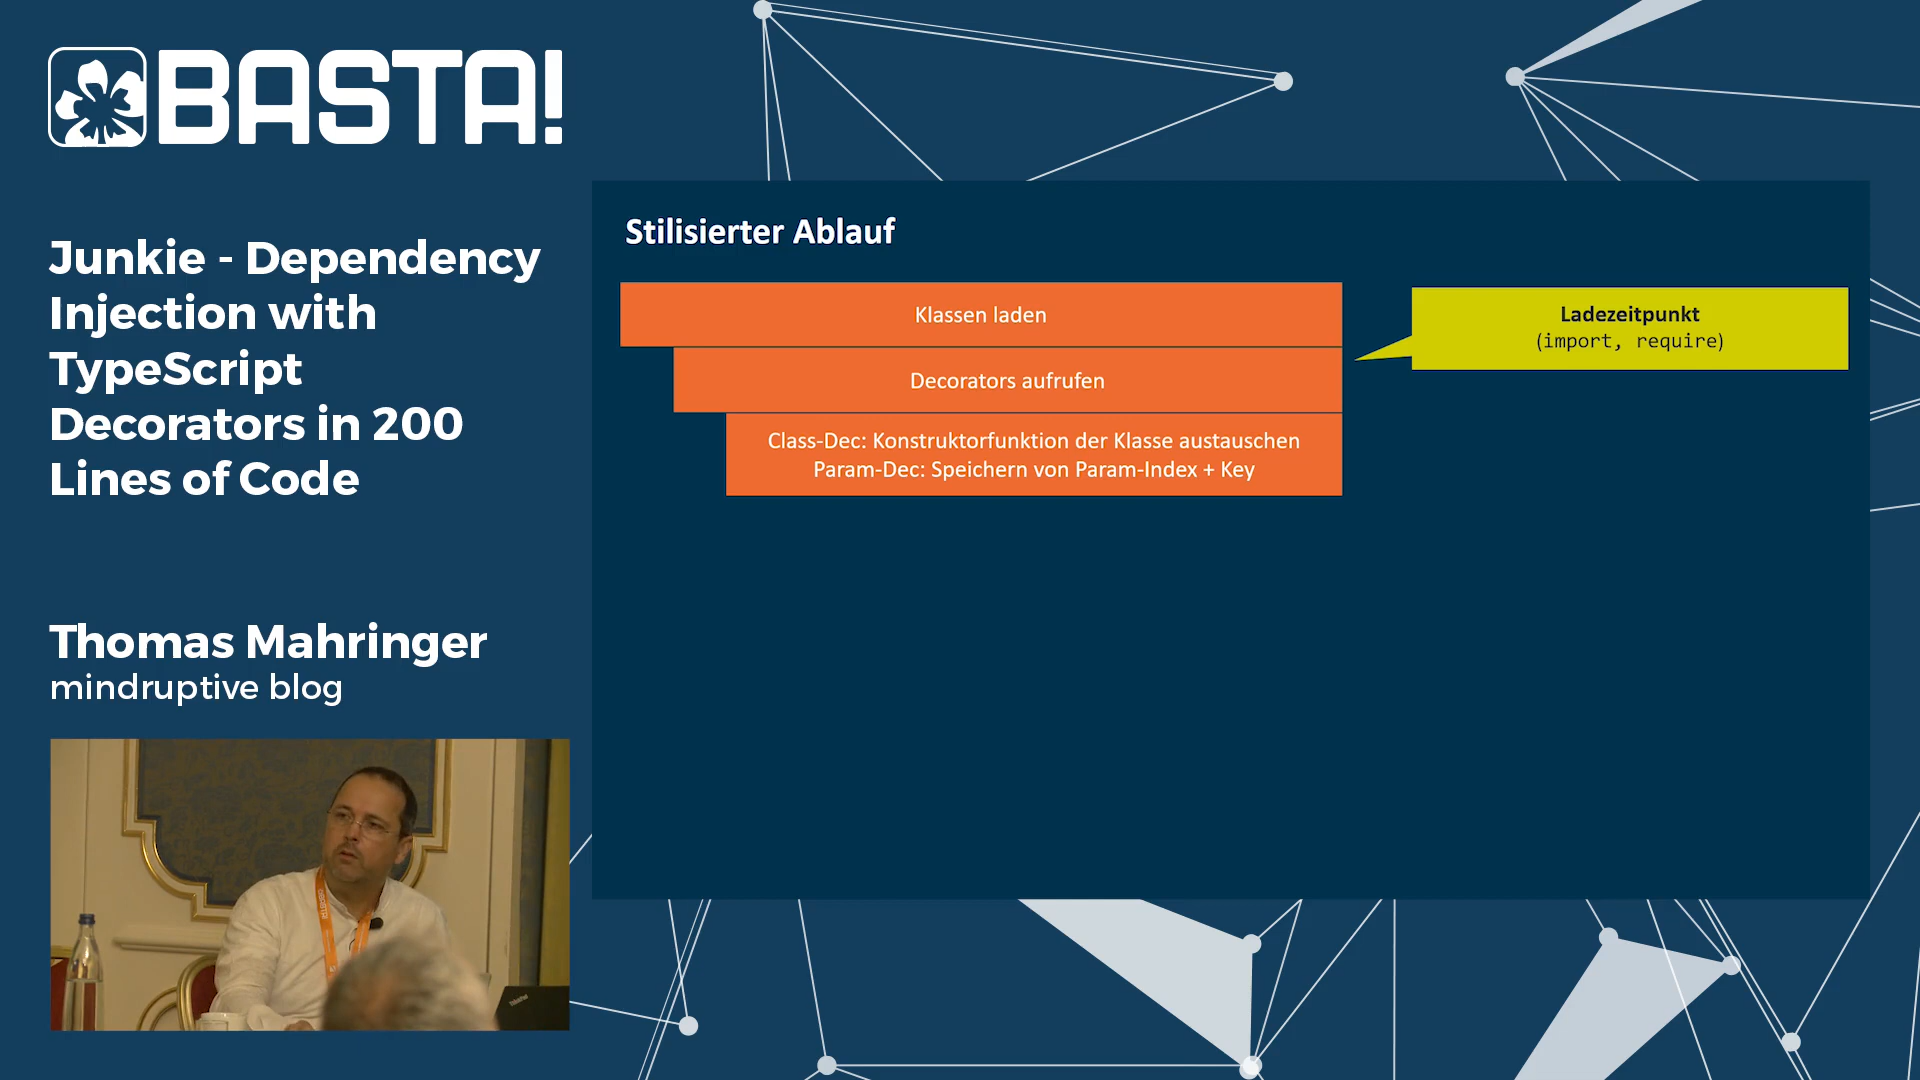 BASTA!
Junkie - Dependency
Injection with
TypeScript
Decorators in 200
Lines of Code
Thomas Mahringer
mindruptive blog
Stilisierter Ablauf
Klassen laden
Decorators aufrufen
Class-Dec: Konstruktorfunktion der Klasse austauschen
Param-Dec: Speichern von Param-Index + Key
Ladezeitpunkt
(import, require)